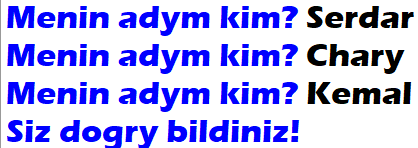 Menin adym kim? Serdar
Menin adym kim? Chary
Menin adym kim? Kemal
Siz dogry bildiniz!